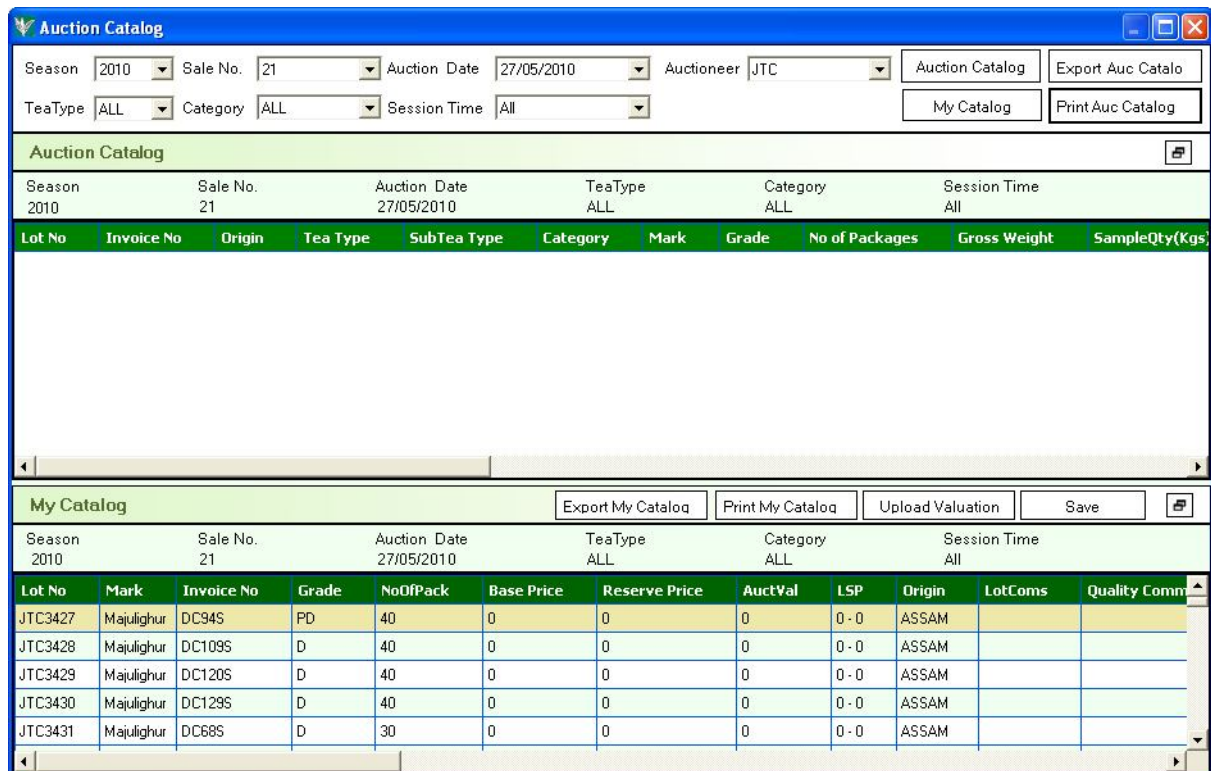 Auction Catalog
Season 2010 Sale No. 21 Auction Date 27/05/2010 Auctioneer JTC Auction Catalog Export Auc Catalo
TeaType ALL Category ALL Session Time All My Catalog Print Auc Catalog
Auction Catalog
Season Sale No. Auction Date TeaType Category Session Time
2010 21 27/05/2010 ALL ALL All
Lot No Invoice No Origin Tea Type SubTea Type Category Mark Grade No of Packages Gross Weight SampleQty(Kgs)
My Catalog Export My Catalog Print My Catalog Upload Valuation Save
Season Sale No. Auction Date TeaType Category Session Time
2010 21 27/05/2010 ALL ALL All
Lot No Mark Invoice No Grade NoOfPack Base Price Reserve Price AuctVal LSP Origin LotComs Quality Comm
JTC3427 Majulighur DC94S PD 40 0 0 0 0 - 0 ASSAM
JTC3428 Majulighur DC109S D 40 0 0 0 0 - 0 ASSAM
JTC3429 Majulighur DC120S D 40 0 0 0 0 - 0 ASSAM
JTC3430 Majulighur DC129S D 40 0 0 0 0 - 0 ASSAM
JTC3431 Majulighur DC68S D 30 0 0 0 0 - 0 ASSAM